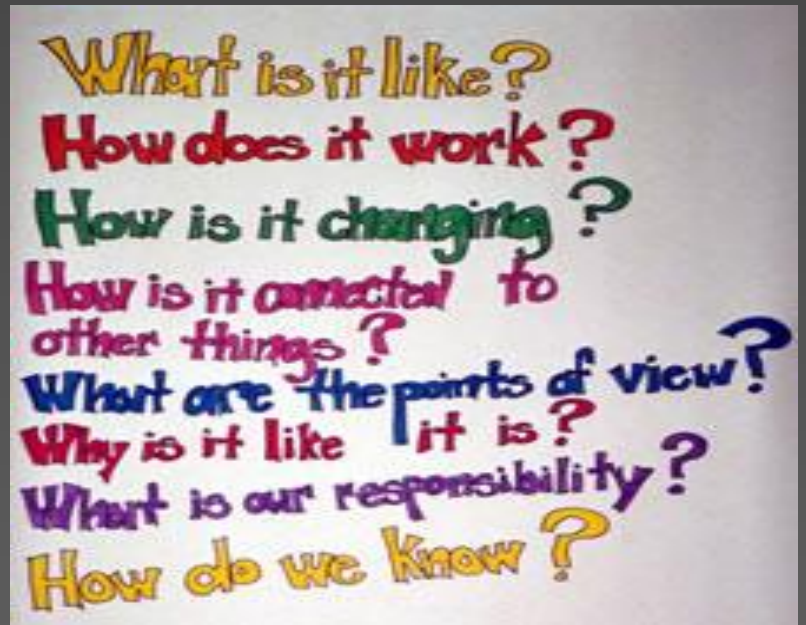 What is it like?
How does it work?
How is it changing?
How is it connected to
other things?
What are the points of view?
Why is it like it is?
What is our responsibility?
How do we know?